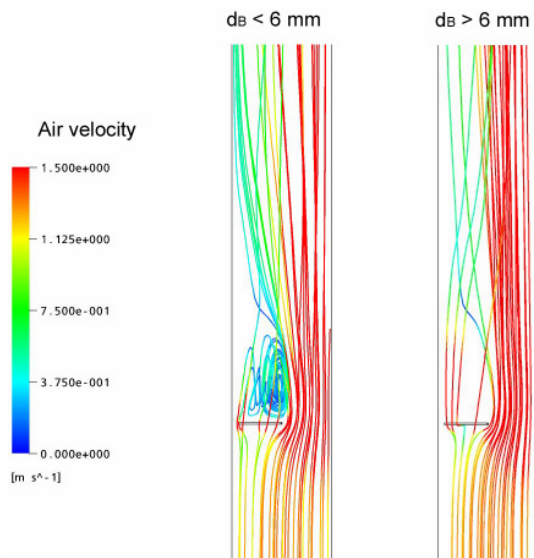 dB < 6 mm
dB > 6 mm
Air velocity
1.500e+000
1.125e+000
7.500e-001
3.750e-001
0.000e+000
[m s^-1]